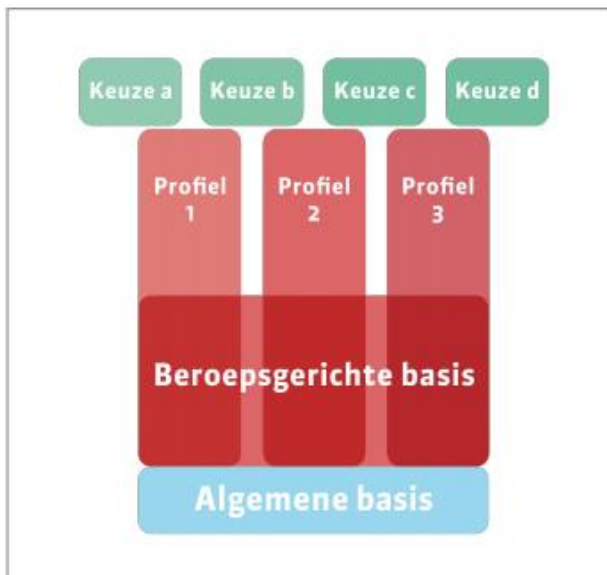 Keuze a
Keuze b
Keuze c
Keuze d
Profiel
1
Profiel
2
Profiel
3
Beroepsgerichte basis
Algemene basis